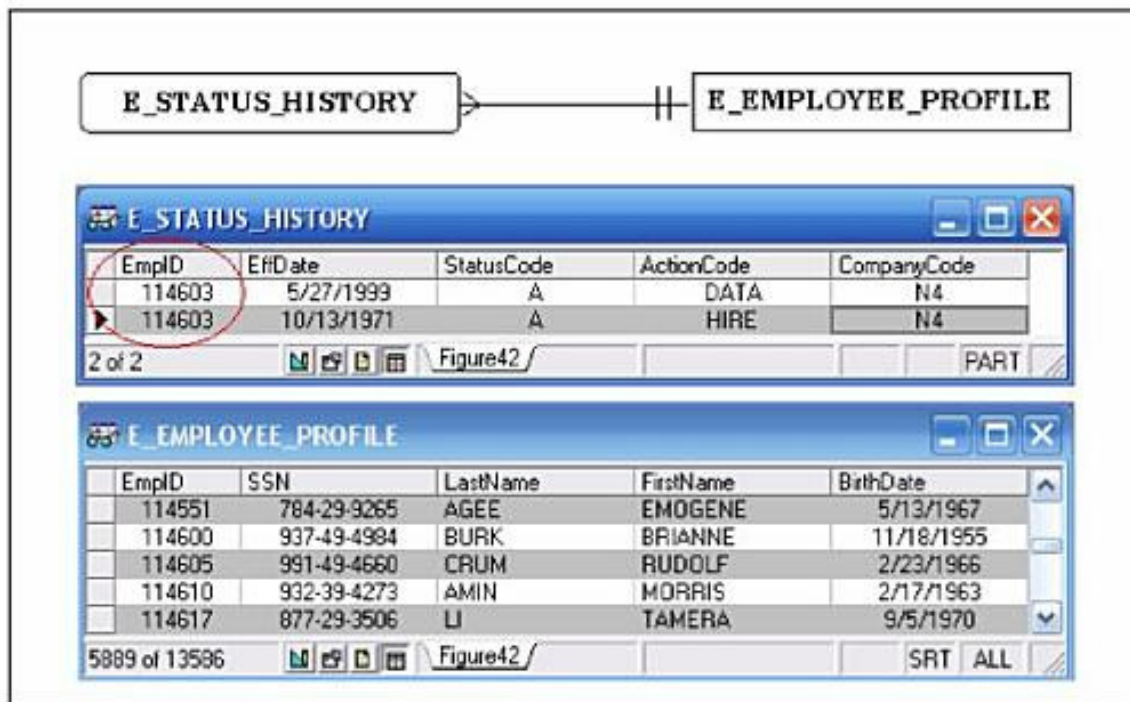 E_STATUS_HISTORY E_EMPLOYEE_PROFILE
E_STATUS_HISTORY
EmpID EffDate StatusCode ActionCode CompanyCode
114603 5/27/1999 A DATA N4
114603 10/13/1971 A HIRE N4
2 of 2 Figure42 PART
E_EMPLOYEE_PROFILE
EmpID SSN LastName FirstName BirthDate
114551 784-29-9265 AGEE EMOGENE 5/13/1967
114600 937-49-4984 BURK BRIANNE 11/18/1955
114605 991-49-4660 CRUM RUDOLF 2/23/1966
114610 932-39-4273 AMIN MORRIS 2/17/1963
114617 877-29-3506 LI TAMERA 9/5/1970
5889 of 13586 Figure42 SRT ALL